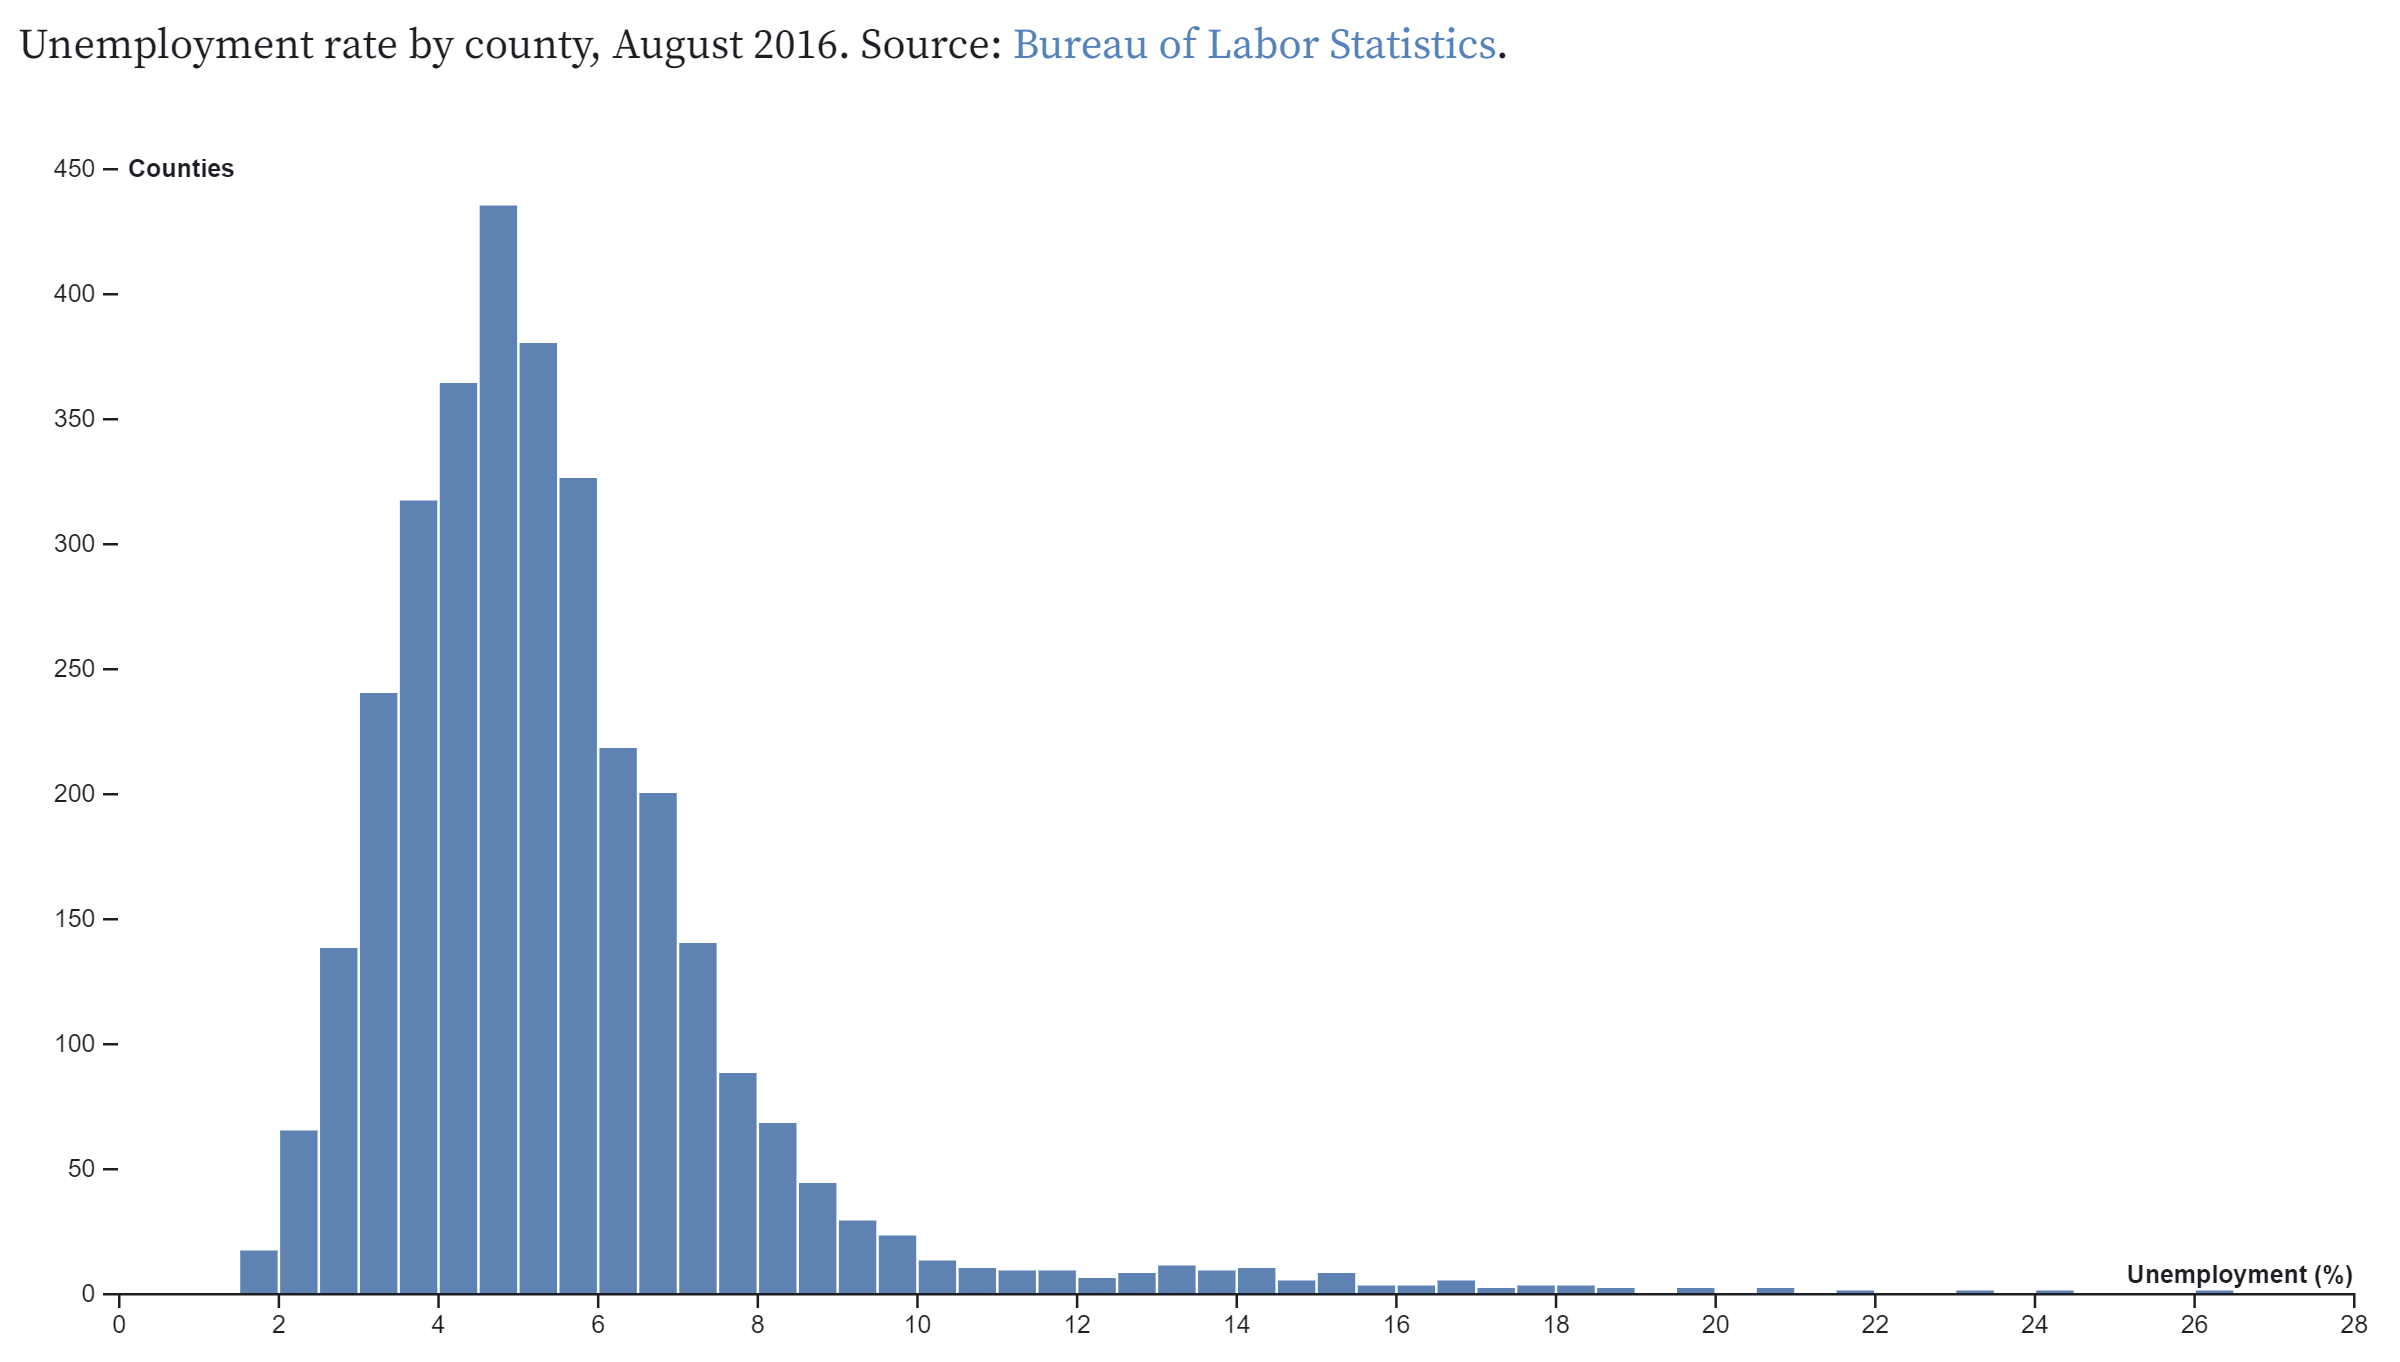 Unemployment rate by county, August 2016. Source: Bureau of Labor Statistics.
450 Counties
400
350
300
250
200
150
100
50
0
Unemployment (%)
0 2 4 6 8 10 12 14 16 18 20 22 24 26 28